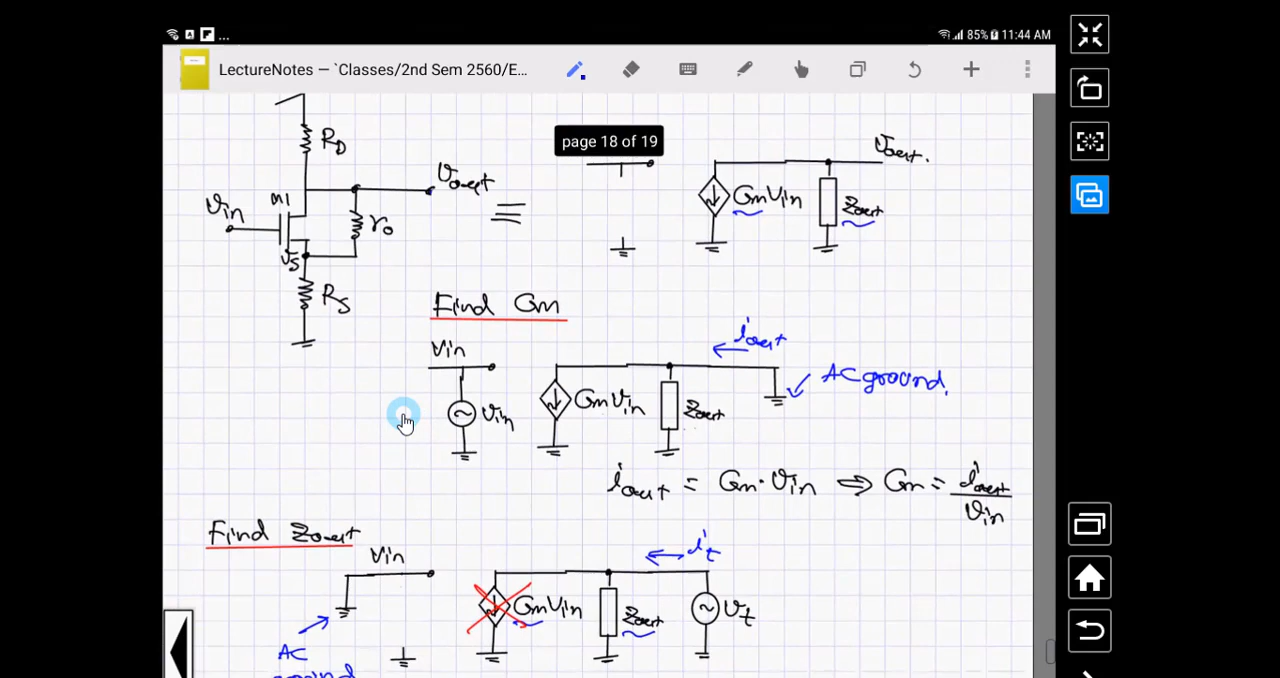 ... 85% 11:44 AM
LectureNotes — `Classes/2nd Sem 2560/E...
page 18 of 19
RD
Vout
Vin
M1
ro
VS
RS
Vout.
GmVin
Zout
Find Gm
Vin
Vin
GmVin
Zout
iout
AC ground.
iout = Gm·Vin ⇒ Gm = iout / Vin
Find Zout
Vin
AC
ground
GmVin
Zout
it
Vt